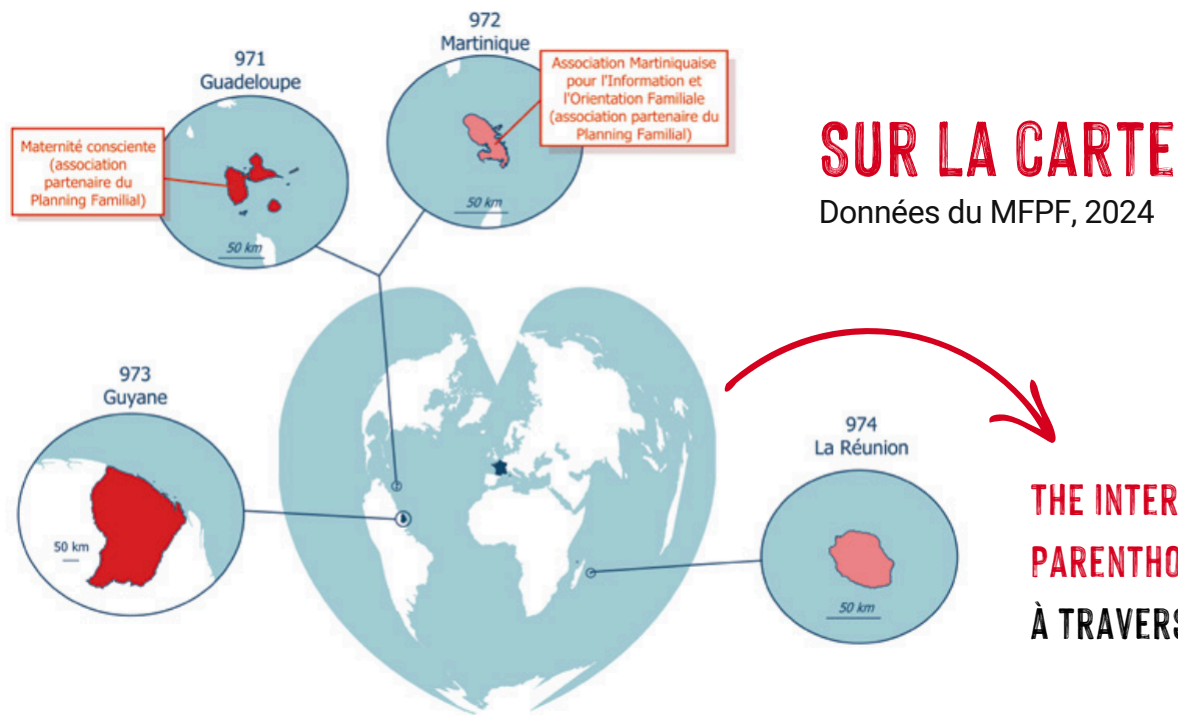 972
Martinique
971
Guadeloupe
Association Martiniquaise
pour l'Information et
l'Orientation Familiale
(association partenaire du
Planning Familial)
Maternité consciente
(association
partenaire du
Planning Familial)
50 km
50 km
SUR LA CARTE
Données du MFPF, 2024
973
Guyane
50 km
974
La Réunion
50 km
THE INTER
PARENTHO
À TRAVERS